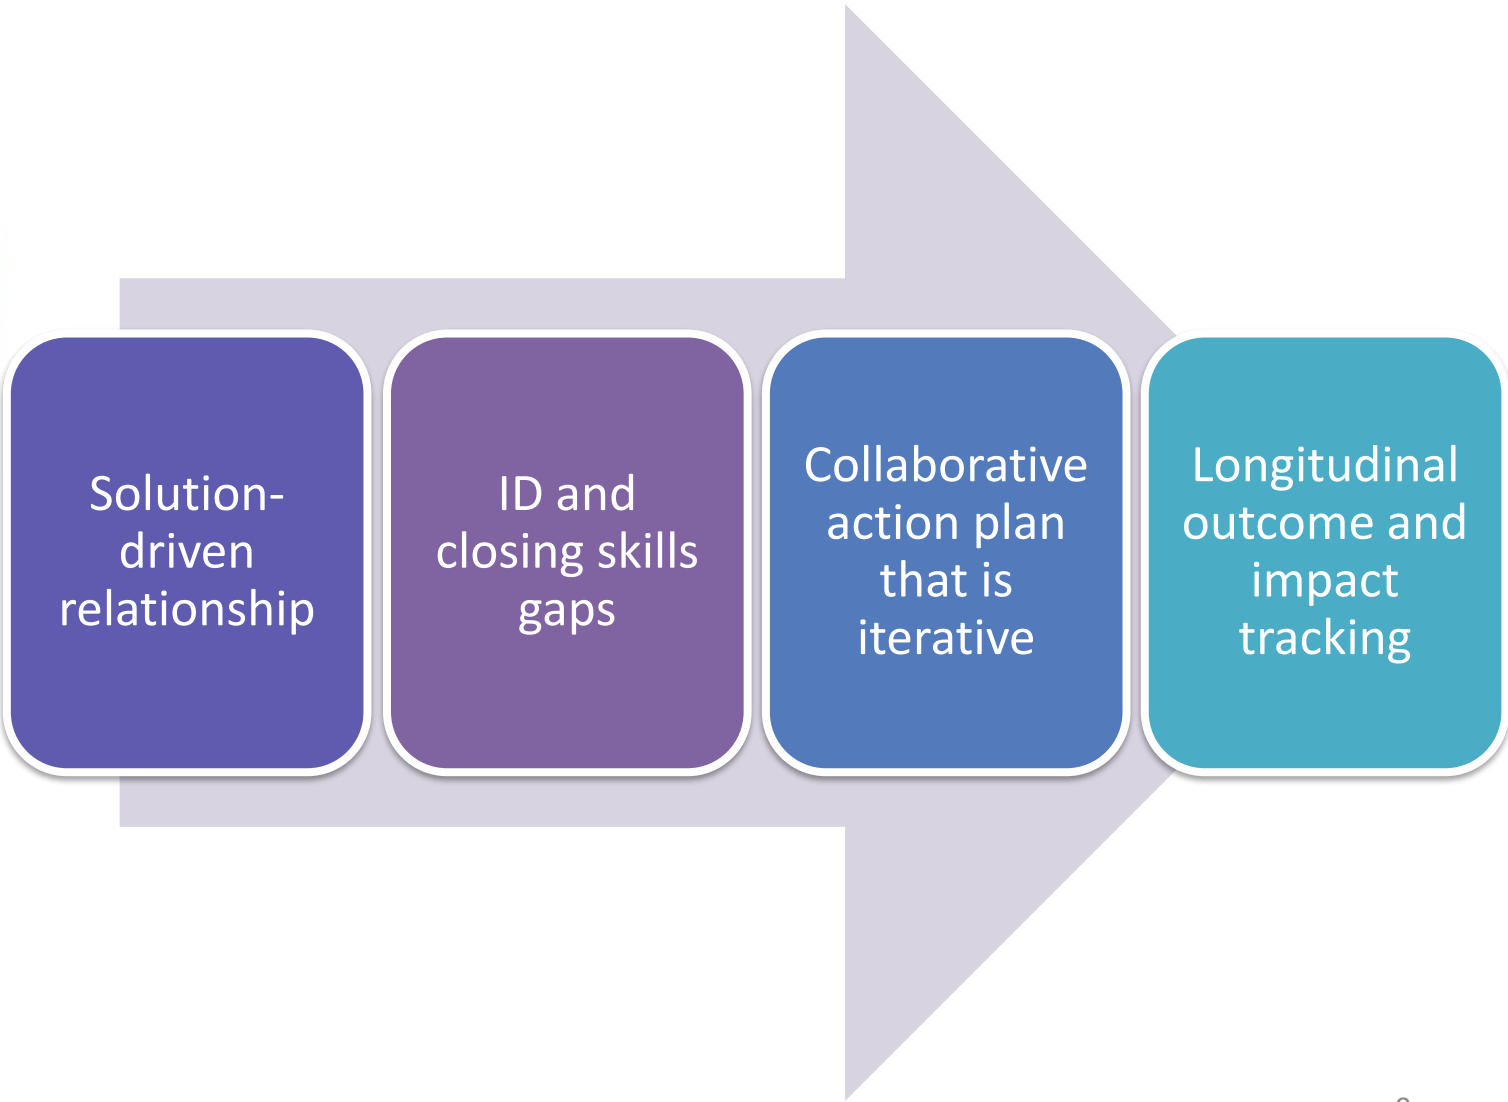 Solution-
driven
relationship
ID and
closing skills
gaps
Collaborative
action plan
that is
iterative
Longitudinal
outcome and
impact
tracking